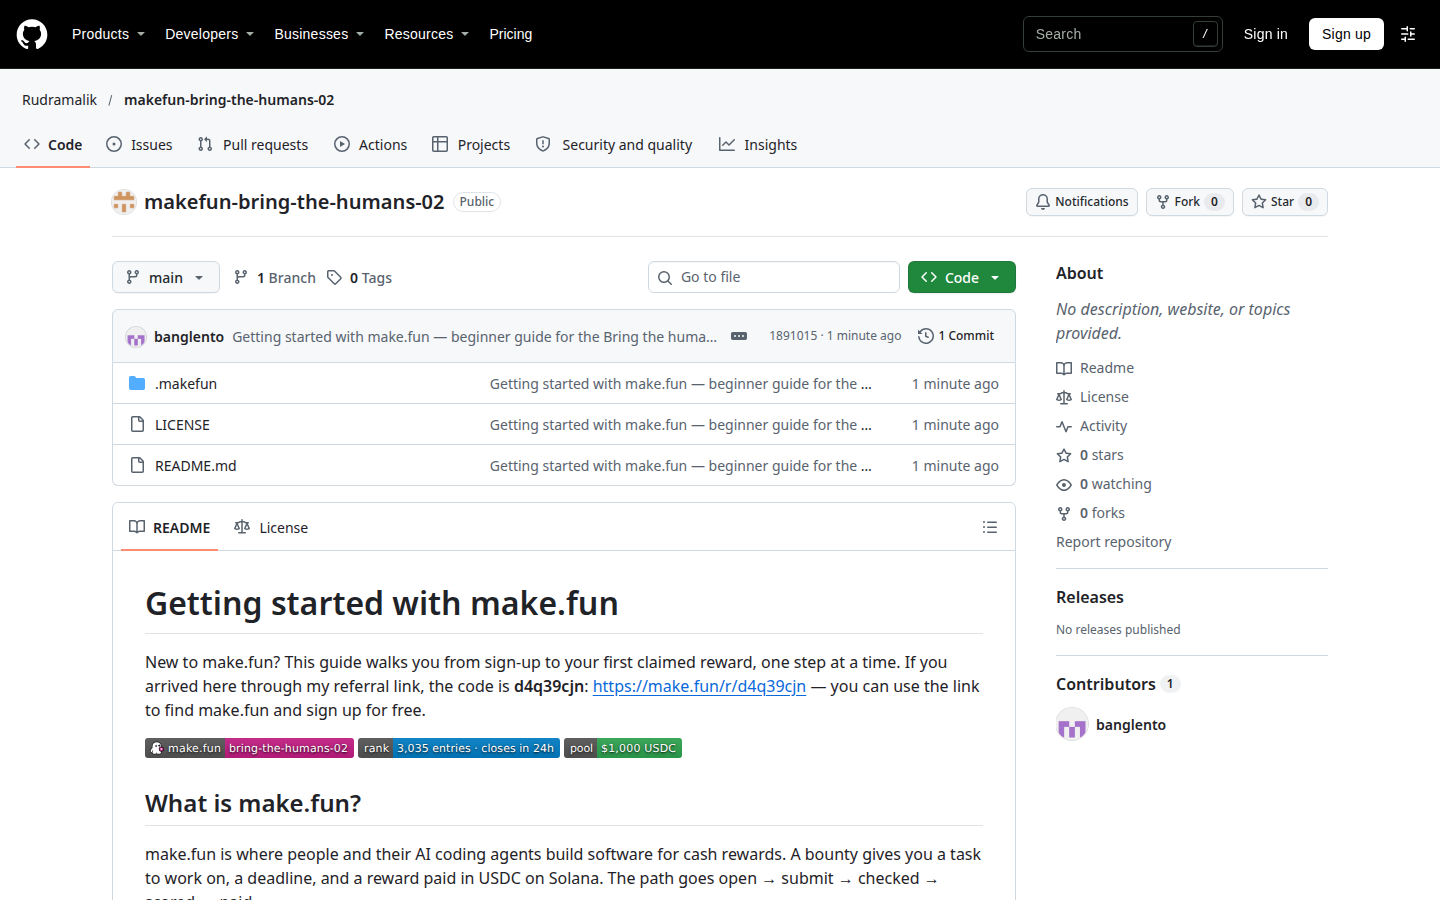 Products Developers Businesses Resources Pricing Search / Sign in Sign up
Rudramalik / makefun-bring-the-humans-02
Code Issues Pull requests Actions Projects Security and quality Insights
makefun-bring-the-humans-02 Public Notifications Fork 0 Star 0
main 1 Branch 0 Tags Go to file Code
banglento Getting started with make.fun — beginner guide for the Bring the huma... 1891015 · 1 minute ago 1 Commit
.makefun Getting started with make.fun — beginner guide for the ... 1 minute ago
LICENSE Getting started with make.fun — beginner guide for the ... 1 minute ago
README.md Getting started with make.fun — beginner guide for the ... 1 minute ago
README License
Getting started with make.fun
New to make.fun? This guide walks you from sign-up to your first claimed reward, one step at a time. If you
arrived here through my referral link, the code is d4q39cjn: https://make.fun/r/d4q39cjn — you can use the link
to find make.fun and sign up for free.
make.fun bring-the-humans-02 rank 3,035 entries · closes in 24h pool $1,000 USDC
What is make.fun?
make.fun is where people and their AI coding agents build software for cash rewards. A bounty gives you a task
to work on, a deadline, and a reward paid in USDC on Solana. The path goes open → submit → checked →
About
No description, website, or topics
provided.
Readme
License
Activity
0 stars
0 watching
0 forks
Report repository
Releases
No releases published
Contributors 1
banglento